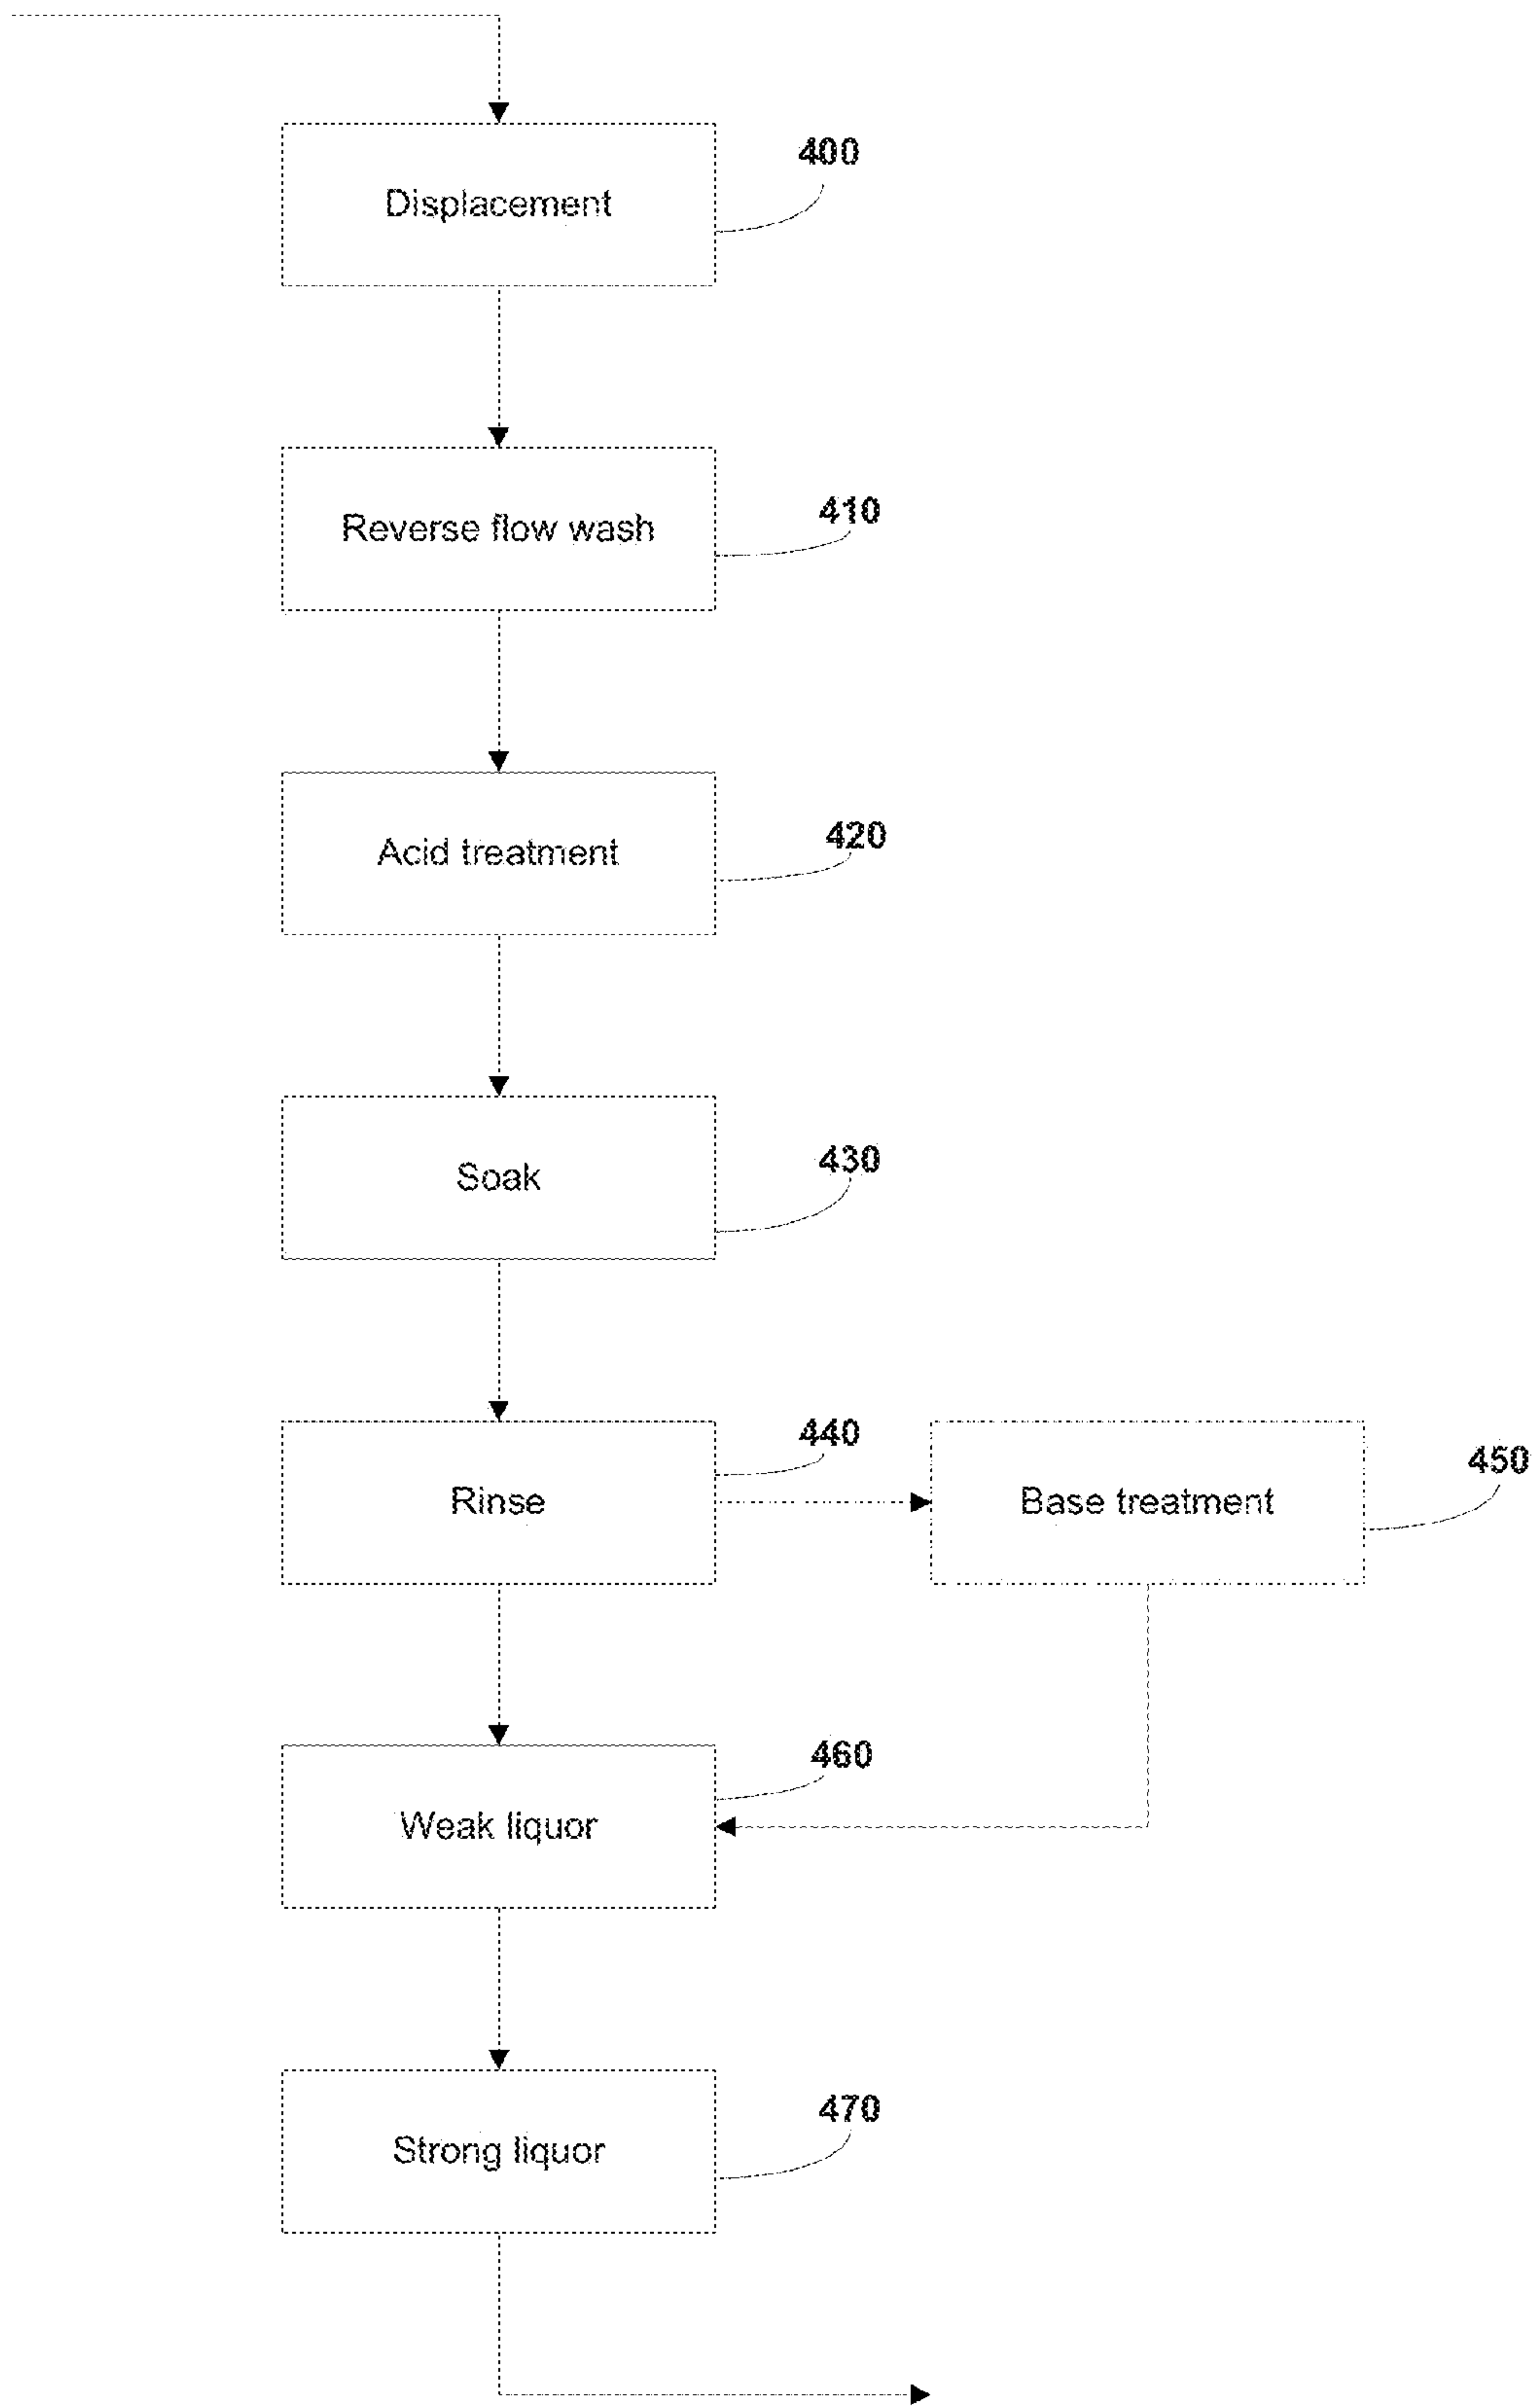 400
Displacement
410
Reverse flow wash
420
Acid treatment
430
Soak
440
Rinse
450
Base treatment
460
Weak liquor
470
Strong liquor